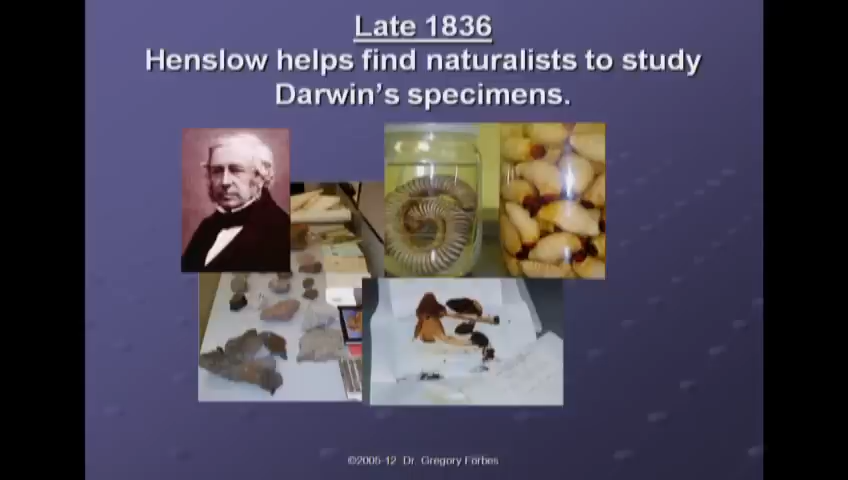 Late 1836
Henslow helps find naturalists to study
Darwin's specimens.
©2005-12 Dr. Gregory Forbes